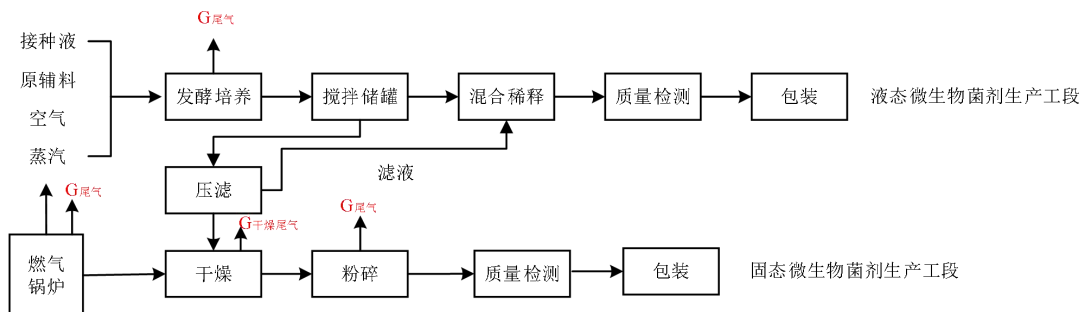 G尾气
接种液
原辅料
空气
蒸汽
发酵培养
搅拌储罐
混合稀释
质量检测
包装
液态微生物菌剂生产工段
压滤
滤液
G尾气
G干燥尾气
G尾气
燃气
锅炉
干燥
粉碎
质量检测
包装
固态微生物菌剂生产工段